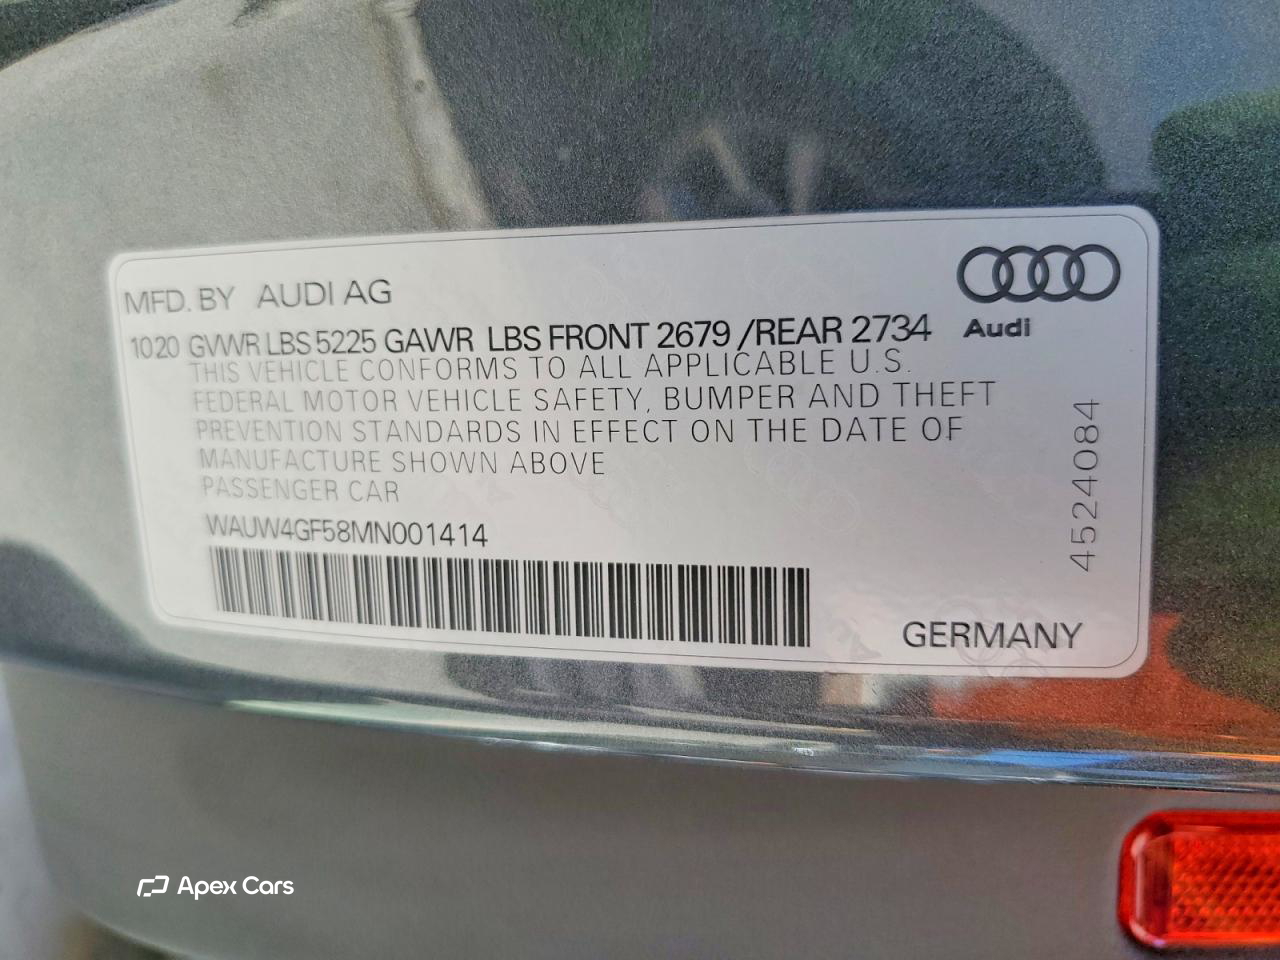 MFD. BY AUDI AG
1020 GVWR LBS 5225 GAWR LBS FRONT 2679 /REAR 2734
THIS VEHICLE CONFORMS TO ALL APPLICABLE U.S.
FEDERAL MOTOR VEHICLE SAFETY, BUMPER AND THEFT
PREVENTION STANDARDS IN EFFECT ON THE DATE OF
MANUFACTURE SHOWN ABOVE
PASSENGER CAR
WAUW4GF58MN001414
Audi
4524084
GERMANY
Apex Cars